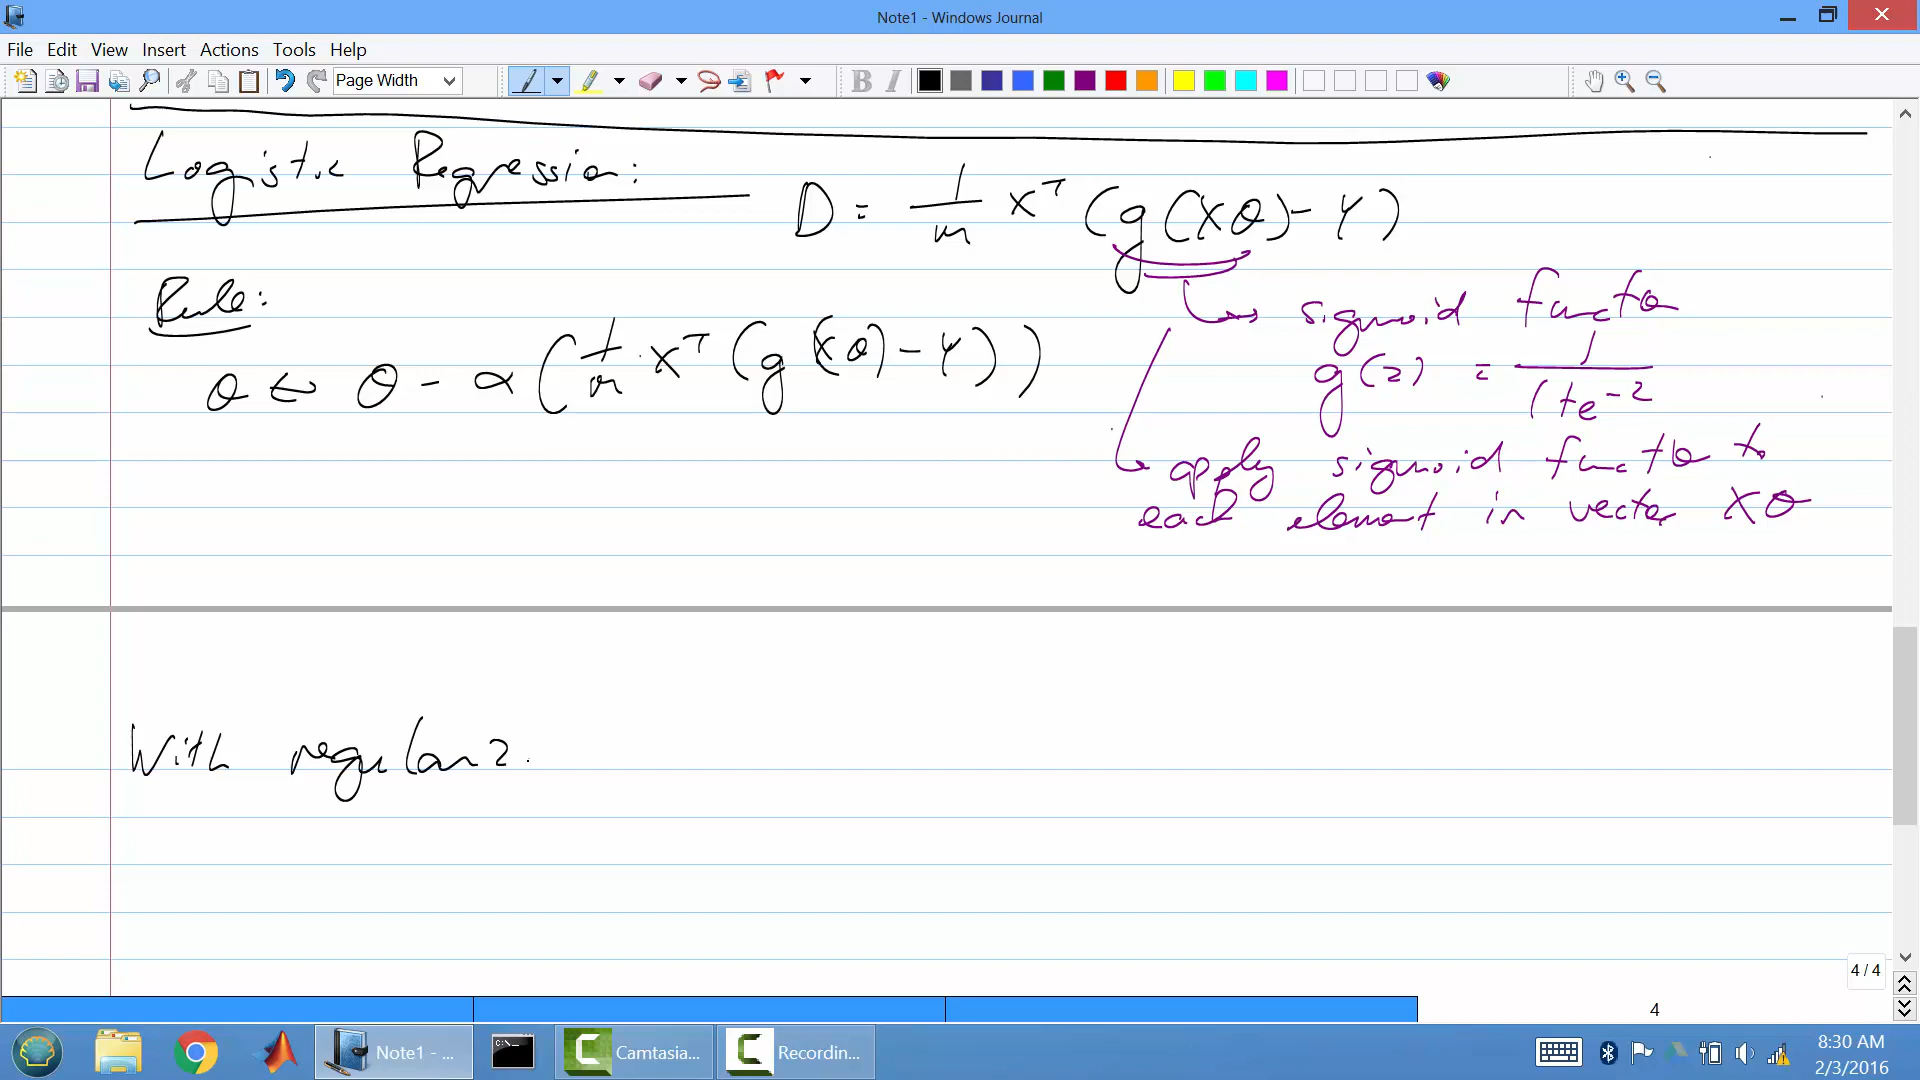 Note1 - Windows Journal
File Edit View Insert Actions Tools Help
Page Width
B I
Logistic Regression:
D = 1/m X^T (g(Xθ) - Y)
Rule:
θ ← θ - α (1/m · X^T (g(Xθ) - Y))
→ sigmoid function
g(z) = 1/(1+e^-z)
→ apply sigmoid function to
each element in vector Xθ
With regulariz.
4 / 4
4
Note1 - ...
C:\_
Camtasia...
Recordin...
8:30 AM
2/3/2016